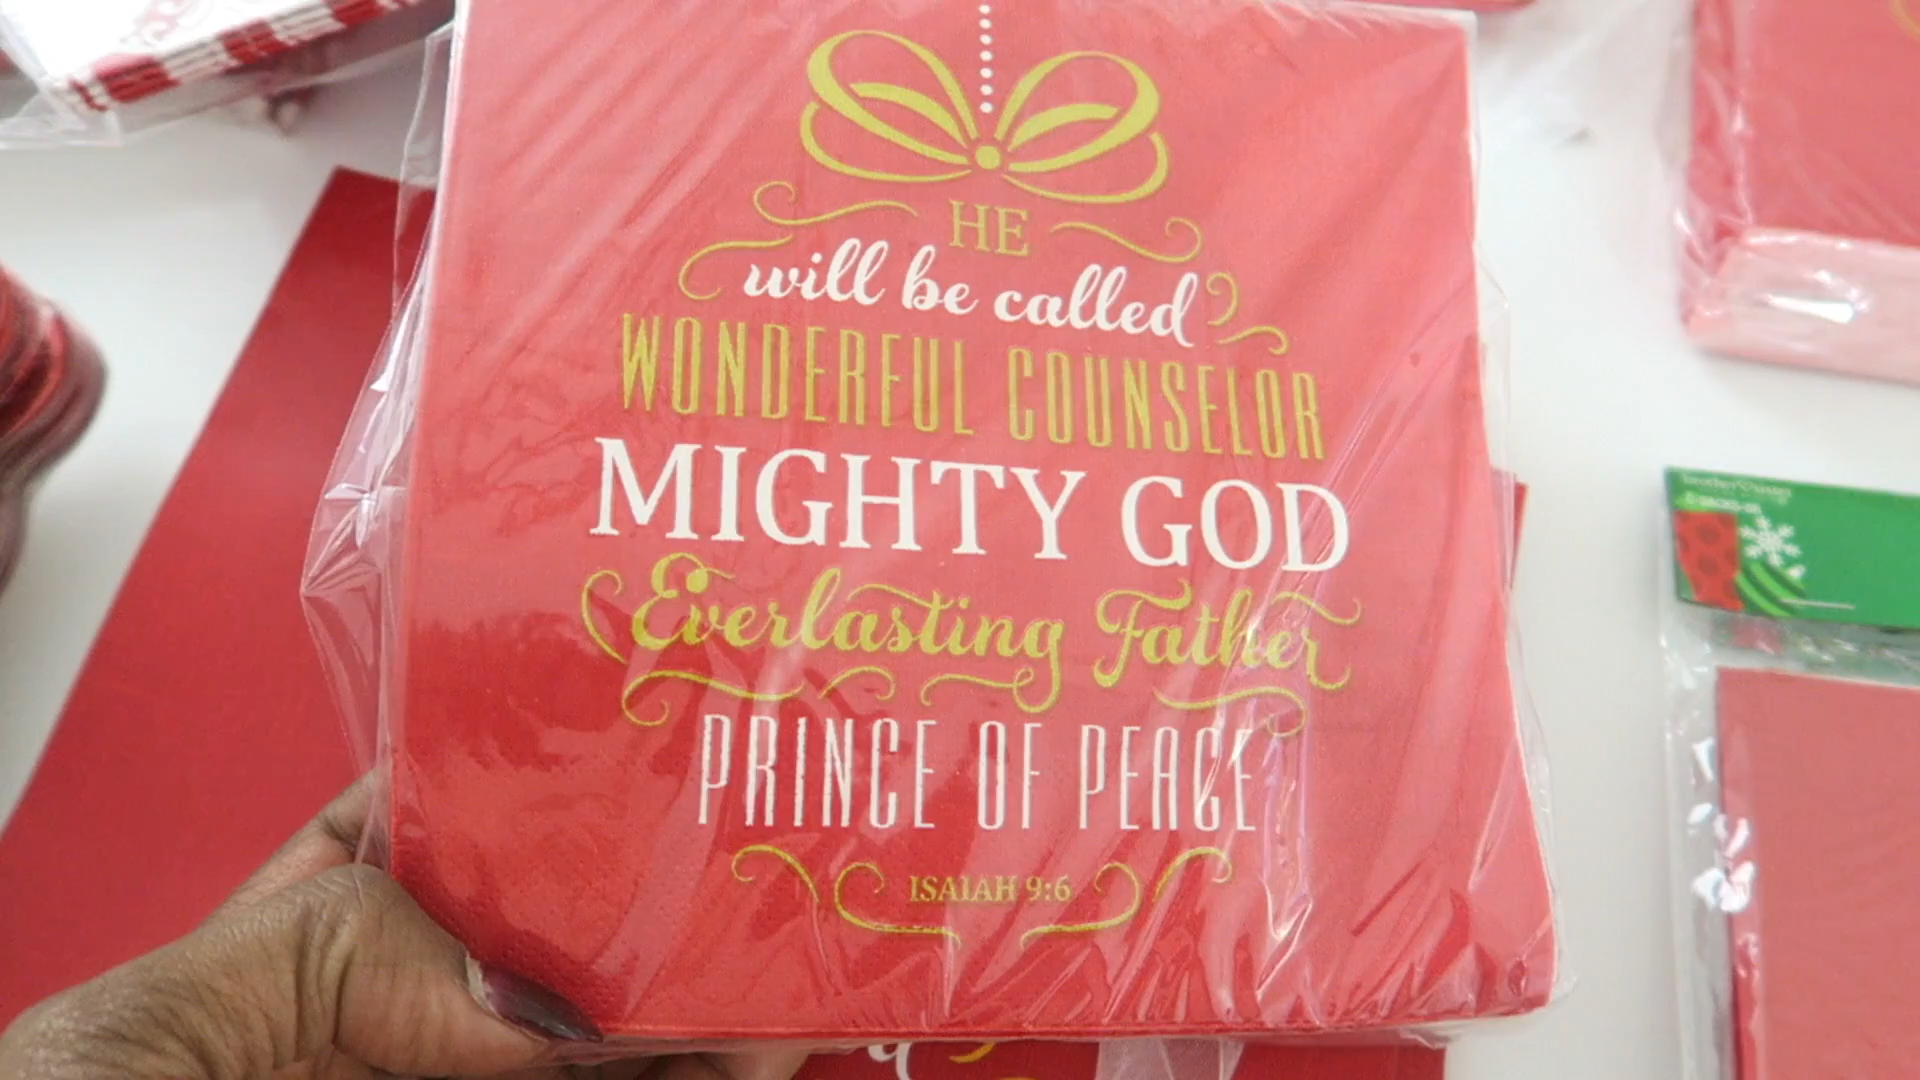 HE
will be called
WONDERFUL COUNSELOR
MIGHTY GOD
Everlasting Father
PRINCE OF PEACE
ISAIAH 9:6